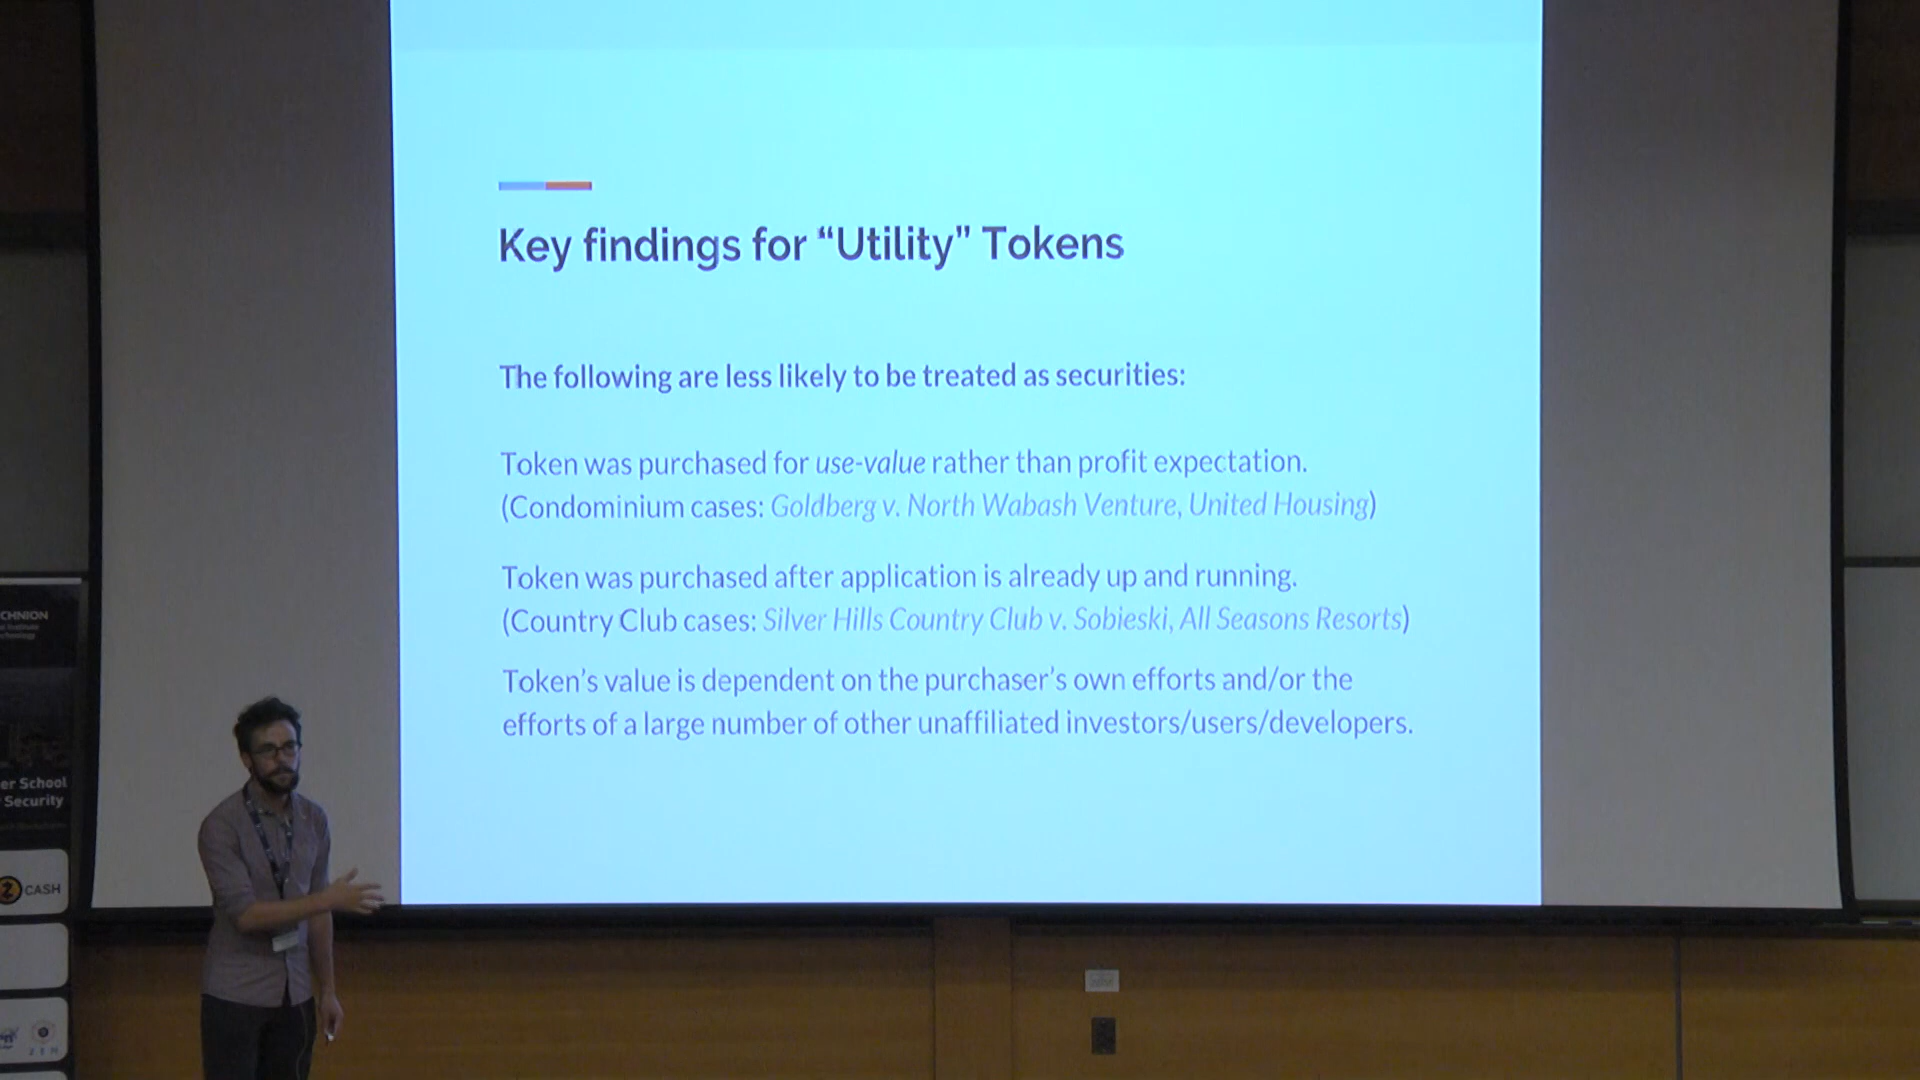 Key findings for “Utility” Tokens
The following are less likely to be treated as securities:
Token was purchased for use-value rather than profit expectation.
(Condominium cases: Goldberg v. North Wabash Venture, United Housing)
Token was purchased after application is already up and running.
(Country Club cases: Silver Hills Country Club v. Sobieski, All Seasons Resorts)
Token’s value is dependent on the purchaser’s own efforts and/or the
efforts of a large number of other unaffiliated investors/users/developers.
CHNION
er School
Security
CASH
ZEN